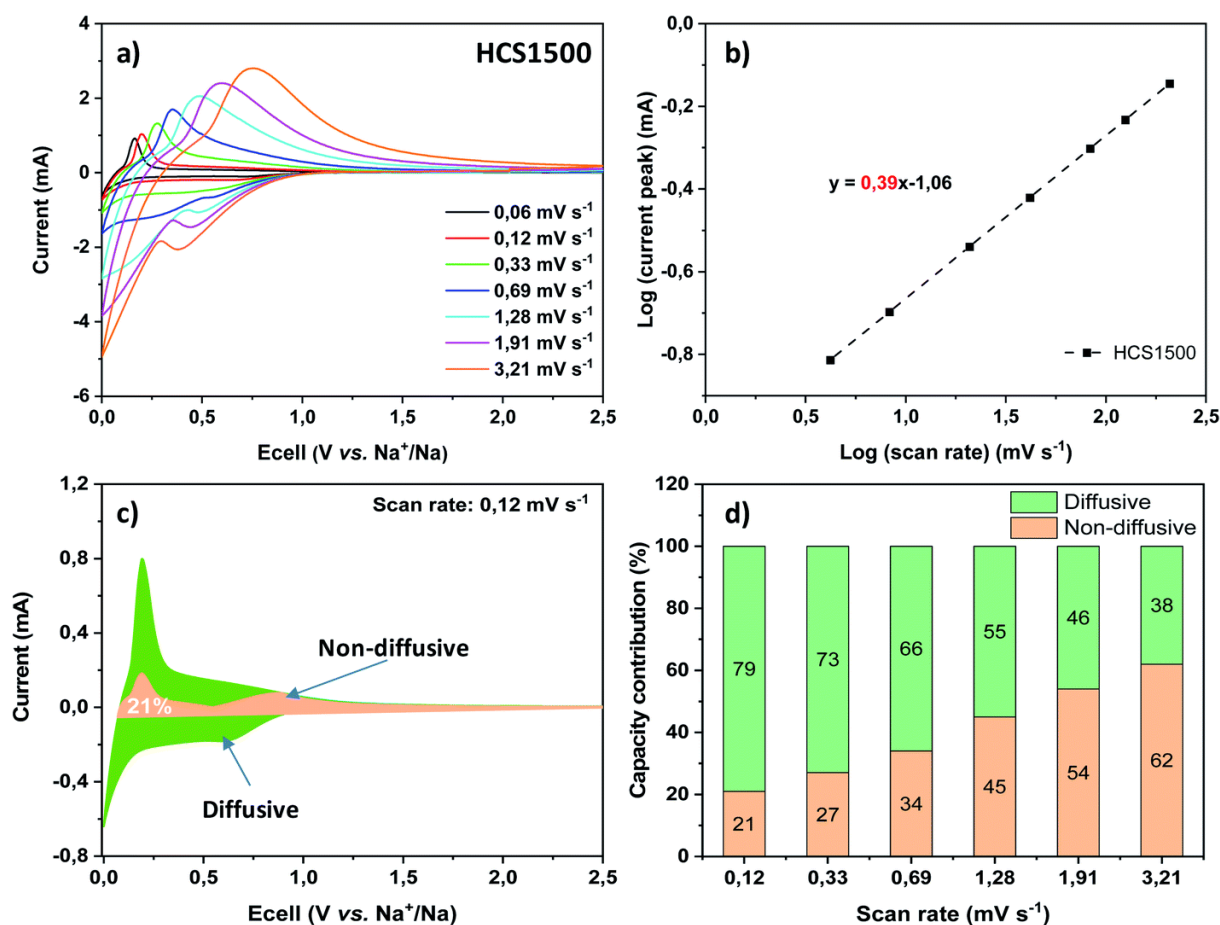 a)
HCS1500
4
2
0
-2
-4
-6
Current (mA)
0,06 mV s⁻¹
0,12 mV s⁻¹
0,33 mV s⁻¹
0,69 mV s⁻¹
1,28 mV s⁻¹
1,91 mV s⁻¹
3,21 mV s⁻¹
0,0 0,5 1,0 1,5 2,0 2,5
Ecell (V vs. Na⁺/Na)
b)
0,0
-0,2
-0,4
-0,6
-0,8
Log (current peak) (mA)
y = 0,39x-1,06
HCS1500
0,0 0,5 1,0 1,5 2,0 2,5
Log (scan rate) (mV s⁻¹)
c)
Scan rate: 0,12 mV s⁻¹
1,2
0,8
0,4
0,0
-0,4
-0,8
Current (mA)
Non-diffusive
21%
Diffusive
0,0 0,5 1,0 1,5 2,0 2,5
Ecell (V vs. Na⁺/Na)
d)
Diffusive
Non-diffusive
120
100
80
60
40
20
0
Capacity contribution (%)
79 73 66 55 46 38
21 27 34 45 54 62
0,12 0,33 0,69 1,28 1,91 3,21
Scan rate (mV s⁻¹)